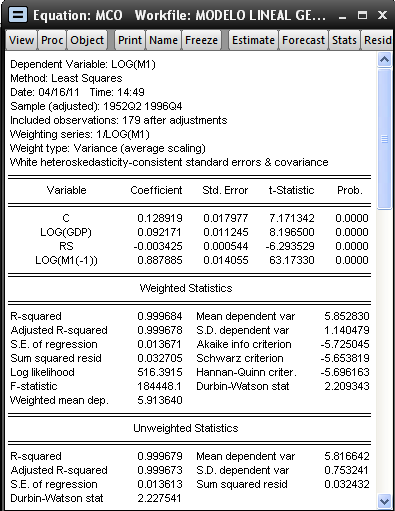 Equation: MCO Workfile: MODELO LINEAL GE...
View Proc Object Print Name Freeze Estimate Forecast Stats Resid
Dependent Variable: LOG(M1)
Method: Least Squares
Date: 04/16/11 Time: 14:49
Sample (adjusted): 1952Q2 1996Q4
Included observations: 179 after adjustments
Weighting series: 1/LOG(M1)
Weight type: Variance (average scaling)
White heteroskedasticity-consistent standard errors & covariance
Variable Coefficient Std. Error t-Statistic Prob.
C 0.128919 0.017977 7.171342 0.0000
LOG(GDP) 0.092171 0.011245 8.196500 0.0000
RS -0.003425 0.000544 -6.293529 0.0000
LOG(M1(-1)) 0.887885 0.014055 63.17330 0.0000
Weighted Statistics
R-squared 0.999684 Mean dependent var 5.852830
Adjusted R-squared 0.999678 S.D. dependent var 1.140479
S.E. of regression 0.013671 Akaike info criterion -5.725045
Sum squared resid 0.032705 Schwarz criterion -5.653819
Log likelihood 516.3915 Hannan-Quinn criter. -5.696163
F-statistic 184448.1 Durbin-Watson stat 2.209343
Weighted mean dep. 5.913640
Unweighted Statistics
R-squared 0.999679 Mean dependent var 5.816642
Adjusted R-squared 0.999673 S.D. dependent var 0.753241
S.E. of regression 0.013613 Sum squared resid 0.032432
Durbin-Watson stat 2.227541